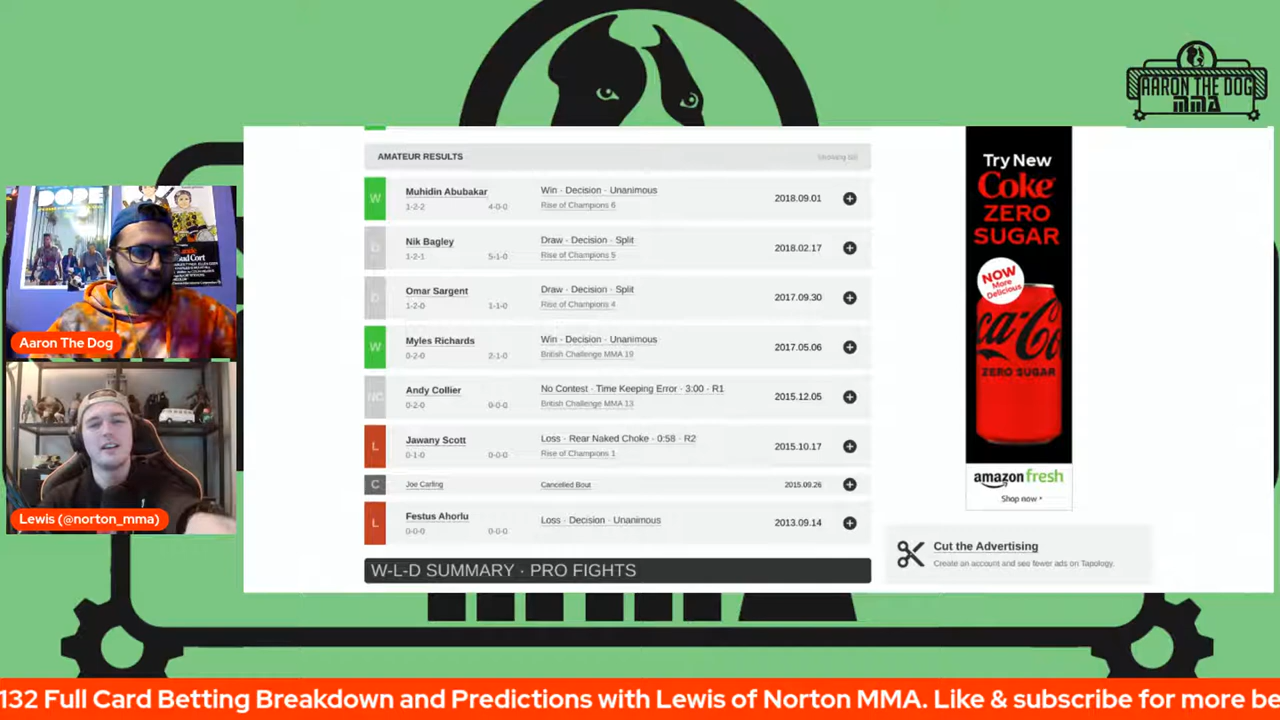 AARON THE DOG
MMA
DOPE
AMATEUR RESULTS
W
Muhidin Abubakar
Win · Decision · Unanimous
1-2-2
4-0-0
Rise of Champions 6
2018.09.01
D
Nik Bagley
Draw · Decision · Split
1-2-1
5-1-0
Rise of Champions 5
2018.02.17
D
Omar Sargent
Draw · Decision · Split
1-2-0
1-1-0
Rise of Champions 4
2017.09.30
W
Myles Richards
Win · Decision · Unanimous
0-2-0
2-1-0
British Challenge MMA 19
2017.05.06
NC
Andy Collier
No Contest · Time Keeping Error · 3:00 · R1
0-2-0
0-0-0
British Challenge MMA 13
2015.12.05
L
Jawany Scott
Loss · Rear Naked Choke · 0:58 · R2
0-1-0
0-0-0
Rise of Champions 1
2015.10.17
C
Joe Carling
Cancelled Bout
2015.09.26
L
Festus Ahorlu
Loss · Decision · Unanimous
0-0-0
0-0-0
2013.09.14
W-L-D SUMMARY · PRO FIGHTS
Try New
Coke
ZERO
SUGAR
NOW
More
Delicious
ca-Co
ZERO SUGAR
amazon fresh
Shop now
Cut the Advertising
Create an account and see fewer ads on Tapology.
Aaron The Dog
Lewis (@norton_mma)
132 Full Card Betting Breakdown and Predictions with Lewis of Norton MMA. Like & subscribe for more be